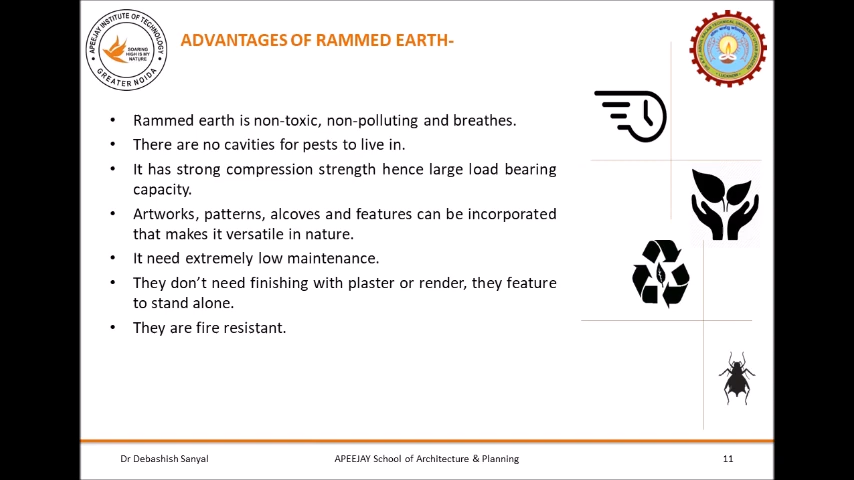 APEEJAY INSTITUTE OF TECHNOLOGY
SOARING
HIGH IS MY
NATURE
GREATER NOIDA
ADVANTAGES OF RAMMED EARTH-
• Rammed earth is non-toxic, non-polluting and breathes.
• There are no cavities for pests to live in.
• It has strong compression strength hence large load bearing
capacity.
• Artworks, patterns, alcoves and features can be incorporated
that makes it versatile in nature.
• It need extremely low maintenance.
• They don’t need finishing with plaster or render, they feature
to stand alone.
• They are fire resistant.
Dr Debashish Sanyal
APEEJAY School of Architecture & Planning
11